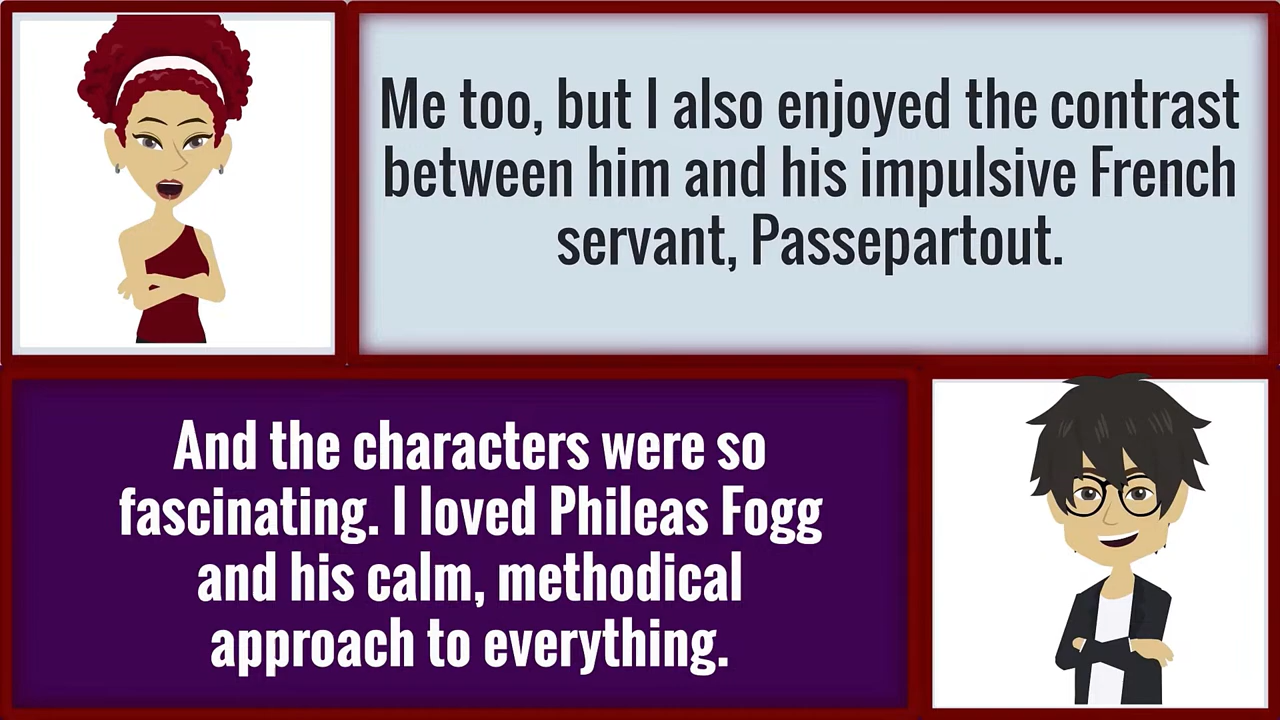 Me too, but I also enjoyed the contrast
between him and his impulsive French
servant, Passepartout.
And the characters were so
fascinating. I loved Phileas Fogg
and his calm, methodical
approach to everything.